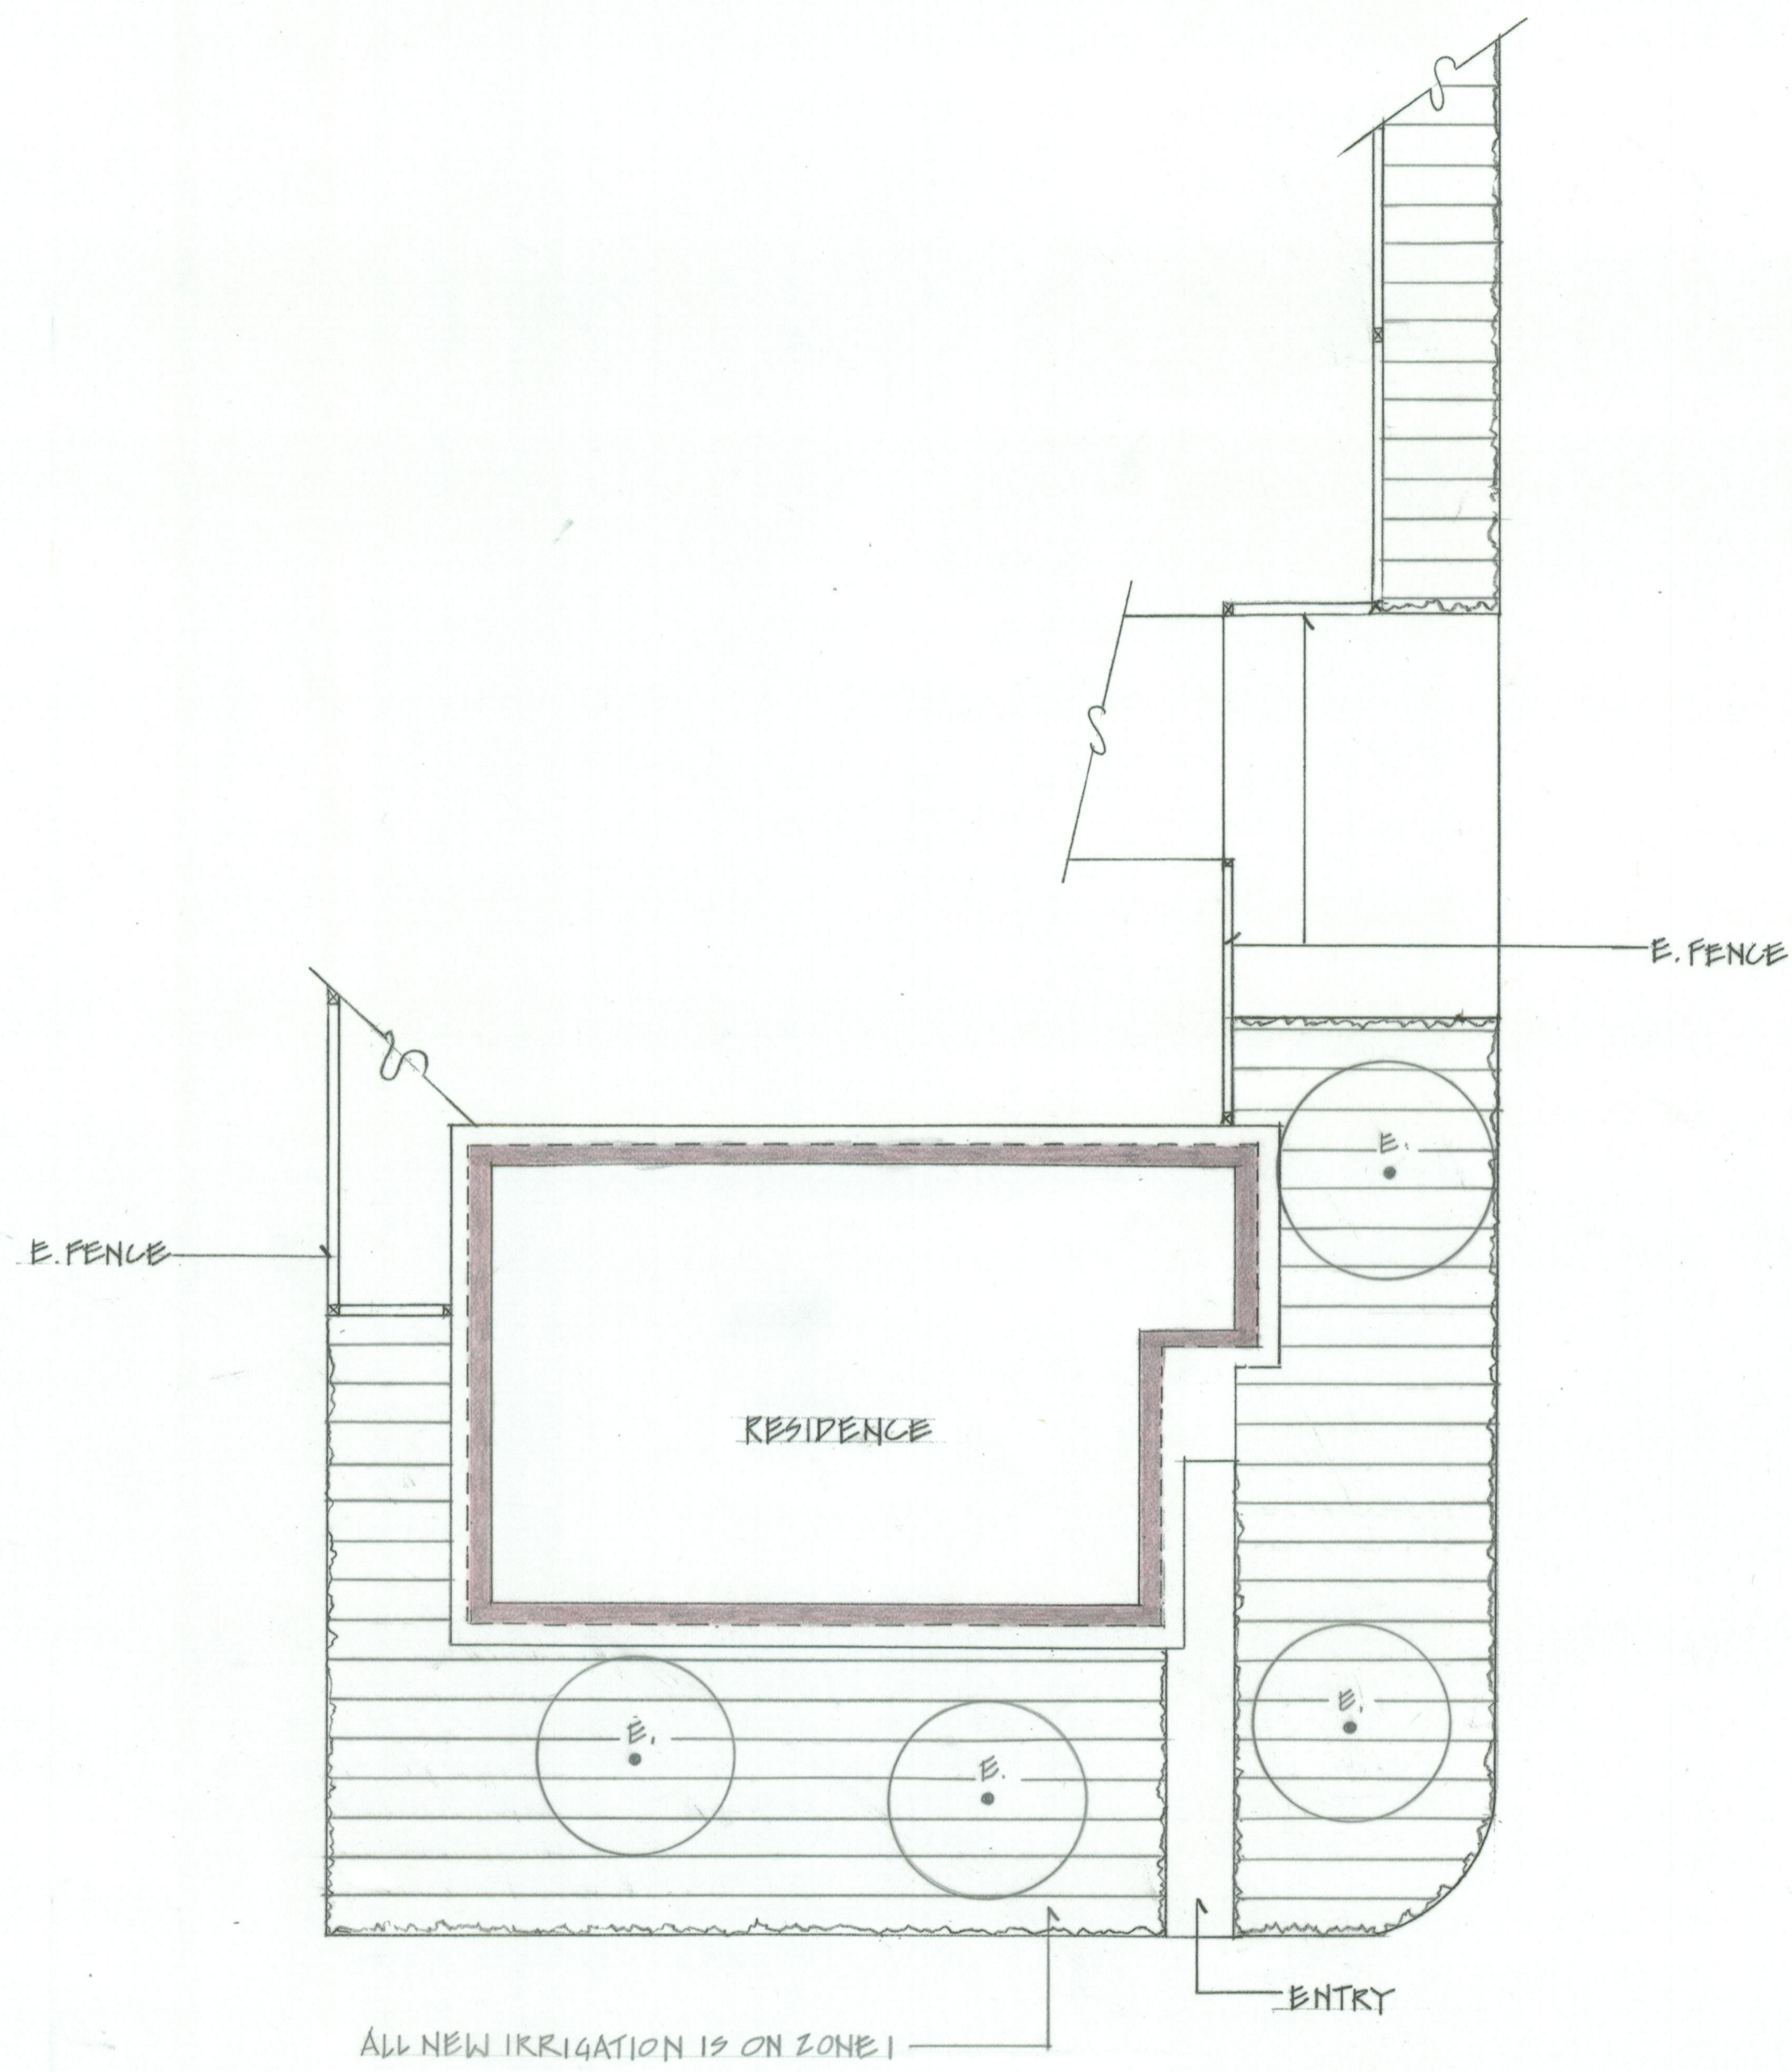 E. FENCE
E.
E. FENCE
RESIDENCE
E.
E.
E.
ENTRY
ALL NEW IRRIGATION IS ON ZONE 1